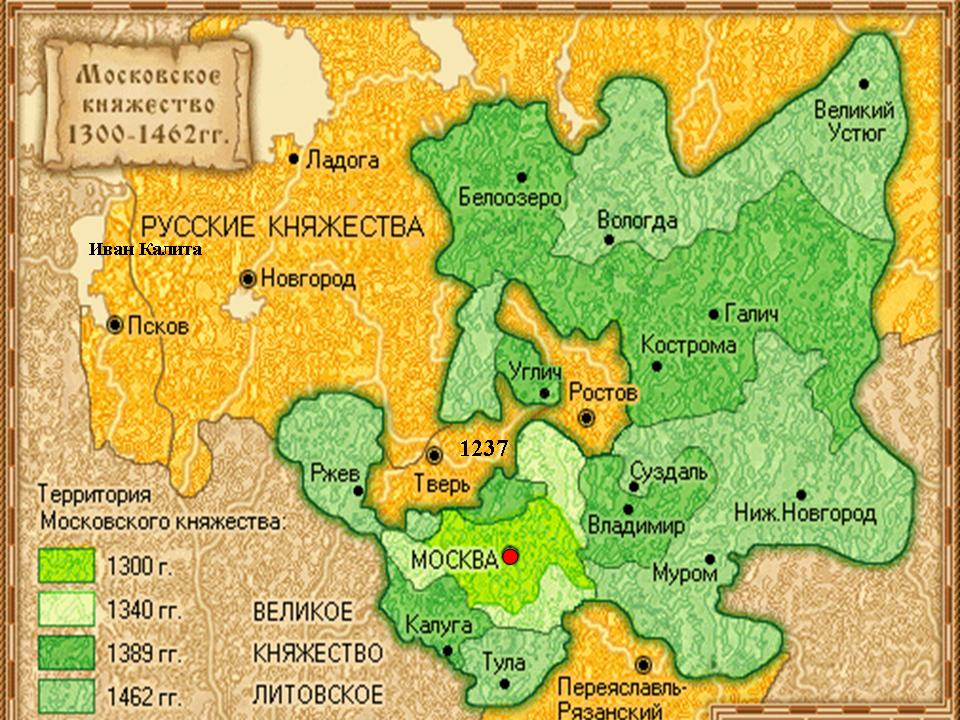 Московское
княжество
1300-1462гг.
Великий
Устюг
Ладога
Белоозеро
Вологда
РУССКИЕ КНЯЖЕСТВА
Иван Калита
Новгород
Псков
Галич
Кострома
Углич
Ростов
1237
Тверь
Ржев
Суздаль
Владимир
Ниж.Новгород
МОСКВА
Муром
Калуга
Тула
Переяславль-
Рязанский
Территория
Московского княжества:
1300 г.
1340 гг.
1389 гг.
1462 гг.
ВЕЛИКОЕ
КНЯЖЕСТВО
ЛИТОВСКОЕ